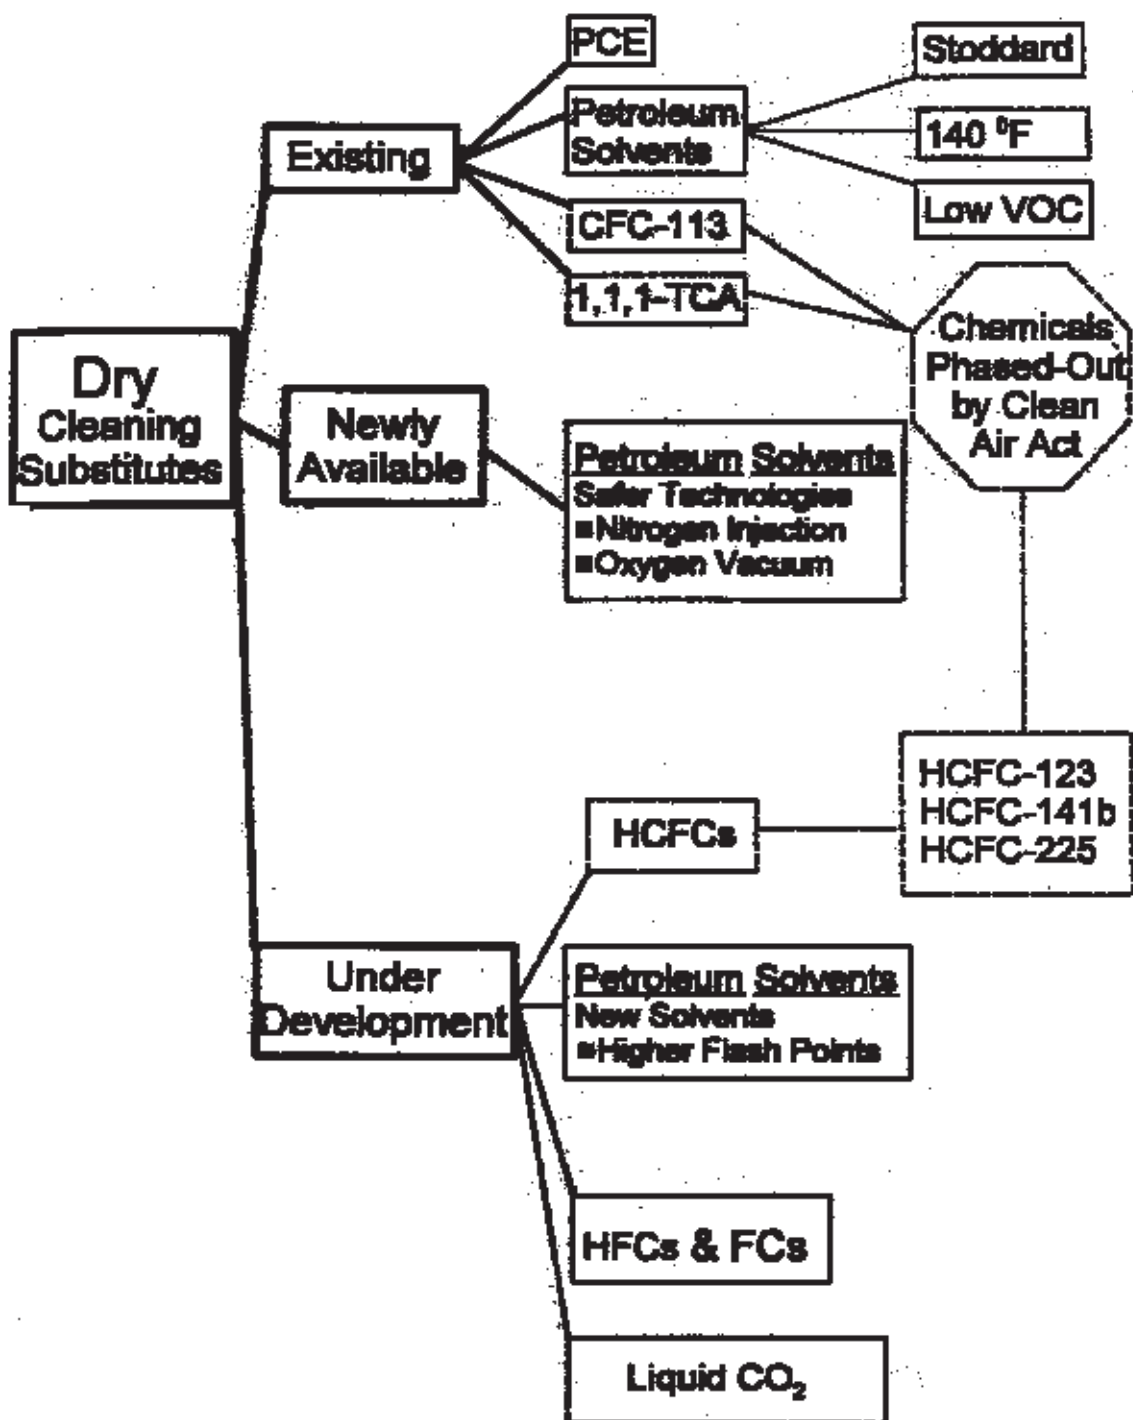 PCE
Stoddard
Petroleum
Solvents
140 ⁰F
Existing
Low VOC
CFC-113
1,1,1-TCA
Chemicals
Phased-Out
by Clean
Air Act
Dry
Cleaning
Substitutes
Newly
Available
Petroleum Solvents
Safer Technologies
■Nitrogen Injection
■Oxygen Vacuum
HCFC-123
HCFC-141b
HCFC-225
HCFCs
Under
Development
Petroleum Solvents
New Solvents
■Higher Flash Points
HFCs & FCs
Liquid CO₂